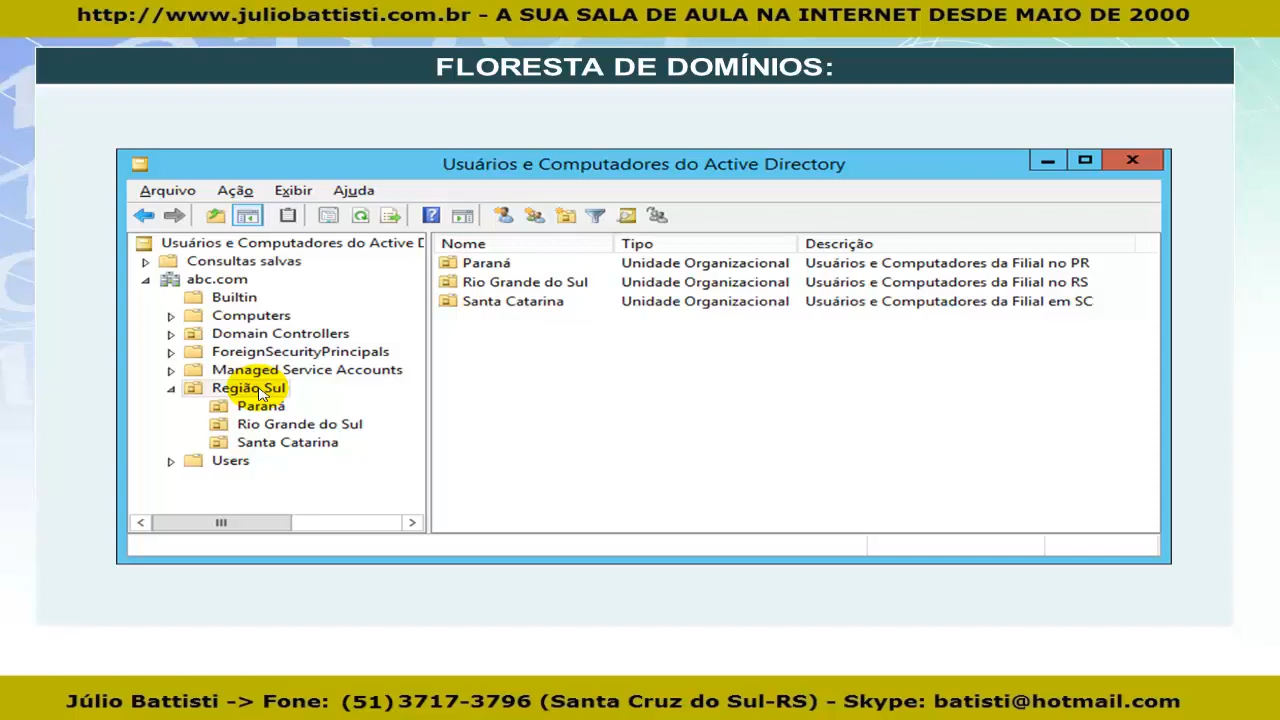 http://www.juliobattisti.com.br - A SUA SALA DE AULA NA INTERNET DESDE MAIO DE 2000
FLORESTA DE DOMÍNIOS:
Usuários e Computadores do Active Directory
Arquivo Ação Exibir Ajuda
Usuários e Computadores do Active D
Consultas salvas
abc.com
Builtin
Computers
Domain Controllers
ForeignSecurityPrincipals
Managed Service Accounts
Região Sul
Paraná
Rio Grande do Sul
Santa Catarina
Users
Nome Tipo Descrição
Paraná Unidade Organizacional Usuários e Computadores da Filial no PR
Rio Grande do Sul Unidade Organizacional Usuários e Computadores da Filial no RS
Santa Catarina Unidade Organizacional Usuários e Computadores da Filial em SC
Júlio Battisti -> Fone: (51) 3717-3796 (Santa Cruz do Sul-RS) - Skype: batisti@hotmail.com